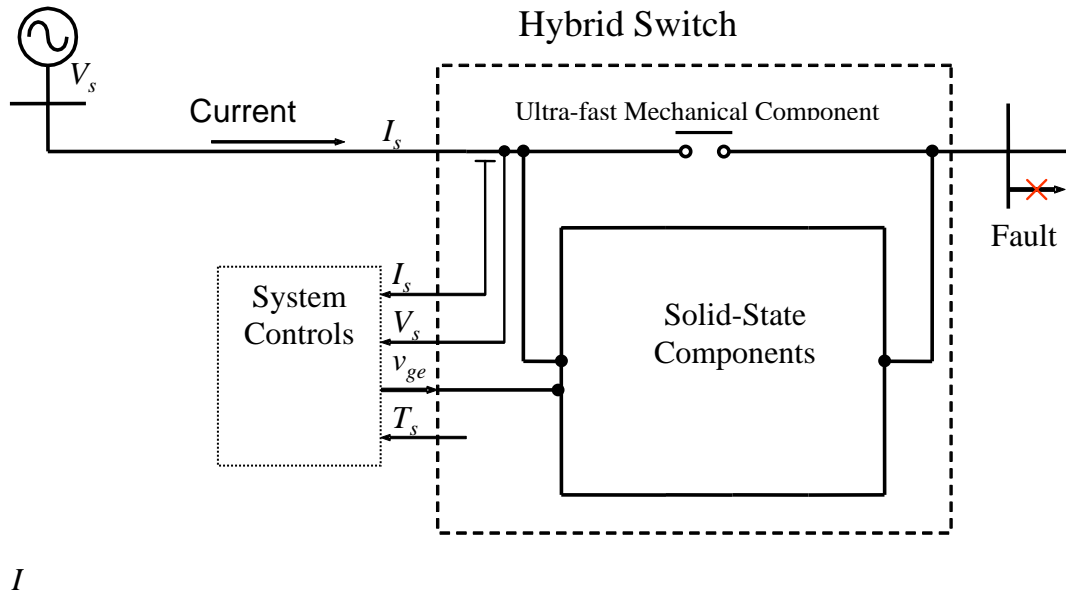 Hybrid Switch
V_s
Current
I_s
Ultra-fast Mechanical Component
Fault
System
Controls
I_s
V_s
v_ge
T_s
Solid-State
Components
I